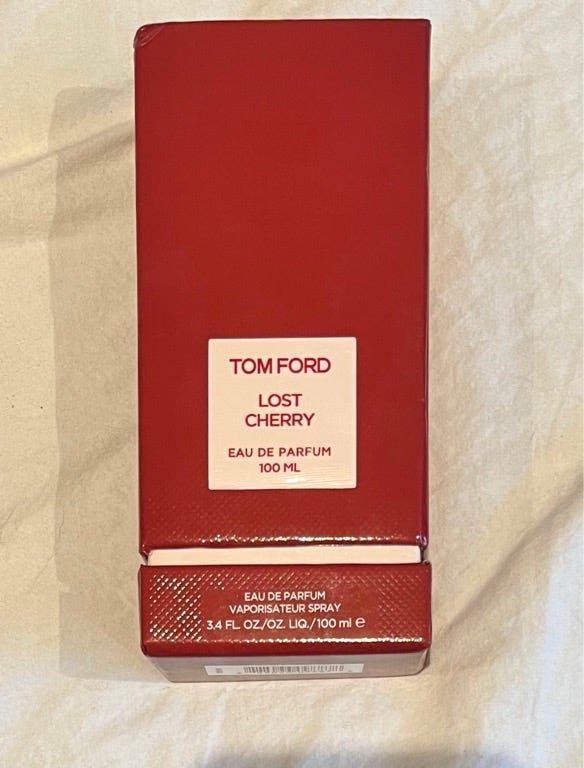 TOM FORD
LOST
CHERRY
EAU DE PARFUM
100 ML
EAU DE PARFUM
VAPORISATEUR SPRAY
3.4 FL. OZ./OZ. LIQ./100 ml ℮